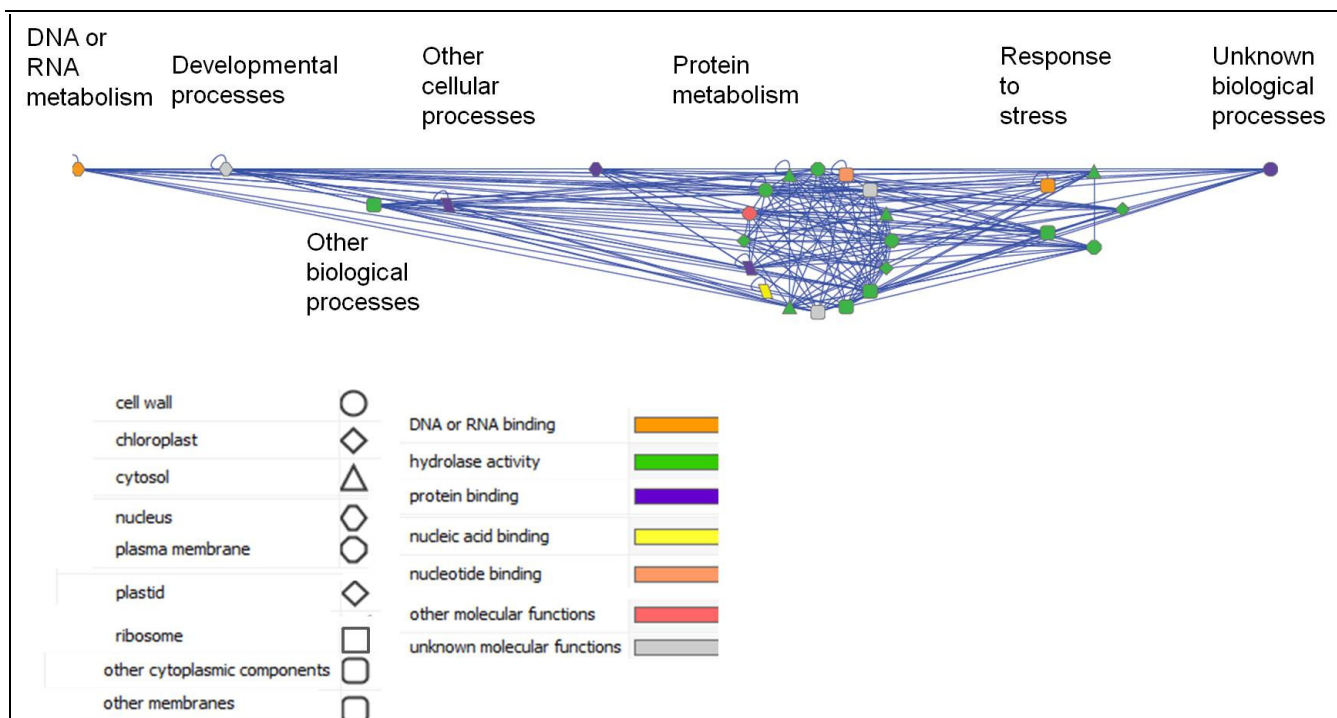 DNA or
RNA
metabolism
Developmental
processes
Other
cellular
processes
Protein
metabolism
Response
to
stress
Unknown
biological
processes
Other
biological
processes
cell wall
chloroplast
cytosol
nucleus
plasma membrane
plastid
ribosome
other cytoplasmic components
other membranes
DNA or RNA binding
hydrolase activity
protein binding
nucleic acid binding
nucleotide binding
other molecular functions
unknown molecular functions